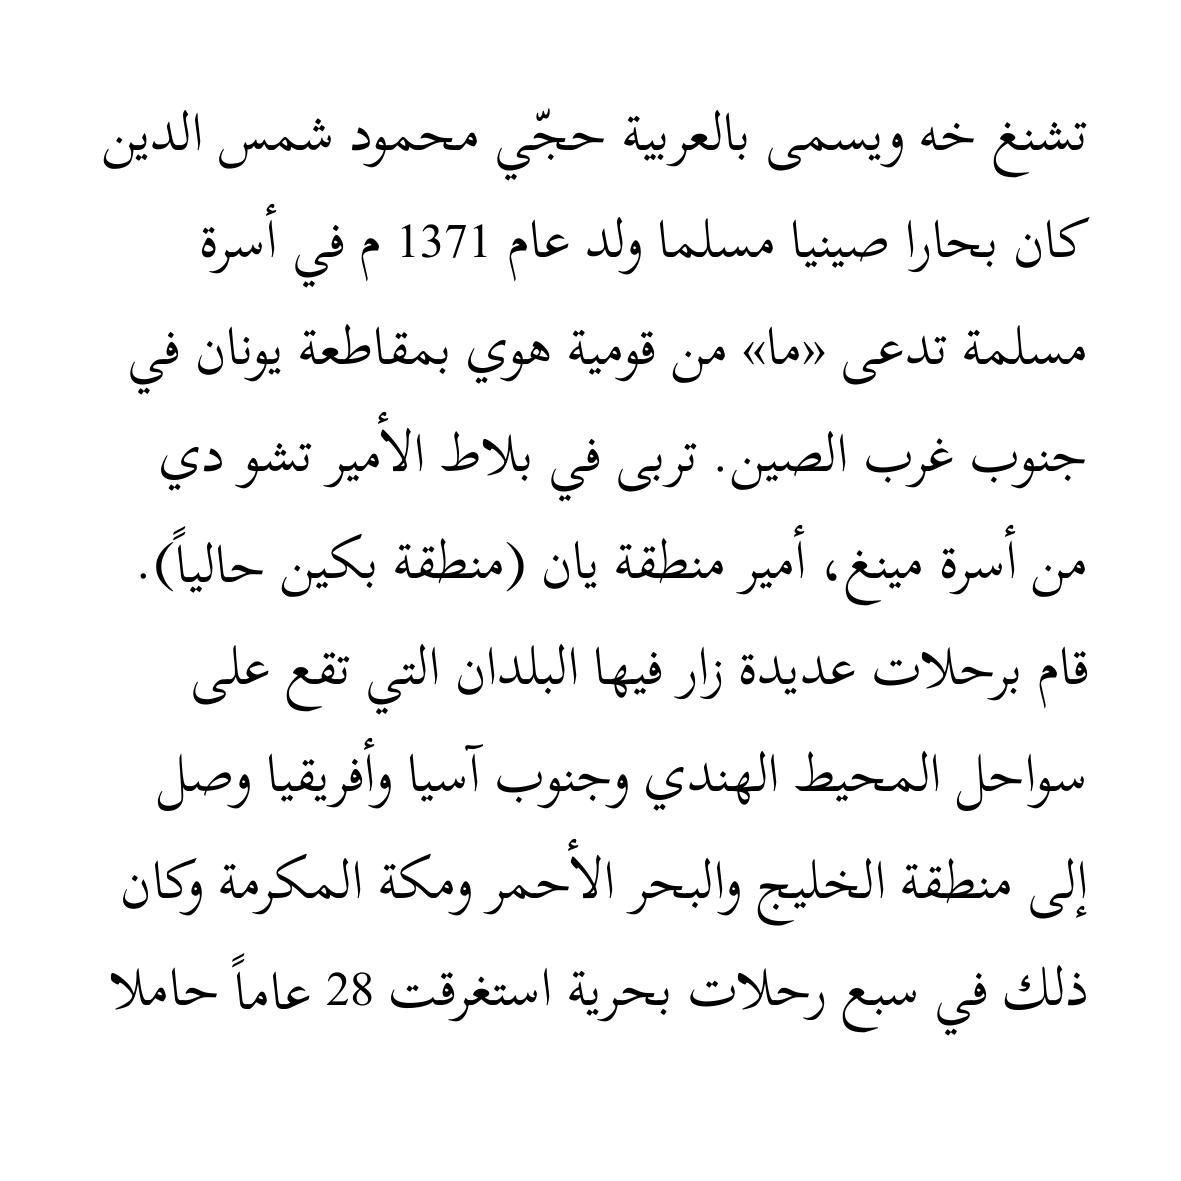 تشنغ خه ويسمى بالعربية حجّي محمود شمس الدين
كان بحارا صينيا مسلما ولد عام 1371 م في أسرة
مسلمة تدعى «ما» من قومية هوي بمقاطعة يونان في
جنوب غرب الصين. تربى في بلاط الأمير تشو دي
من أسرة مينغ، أمير منطقة يان (منطقة بكين حالياً).
قام برحلات عديدة زار فيها البلدان التي تقع على
سواحل المحيط الهندي وجنوب آسيا وأفريقيا وصل
إلى منطقة الخليج والبحر الأحمر ومكة المكرمة وكان
ذلك في سبع رحلات بحرية استغرقت 28 عاماً حاملا